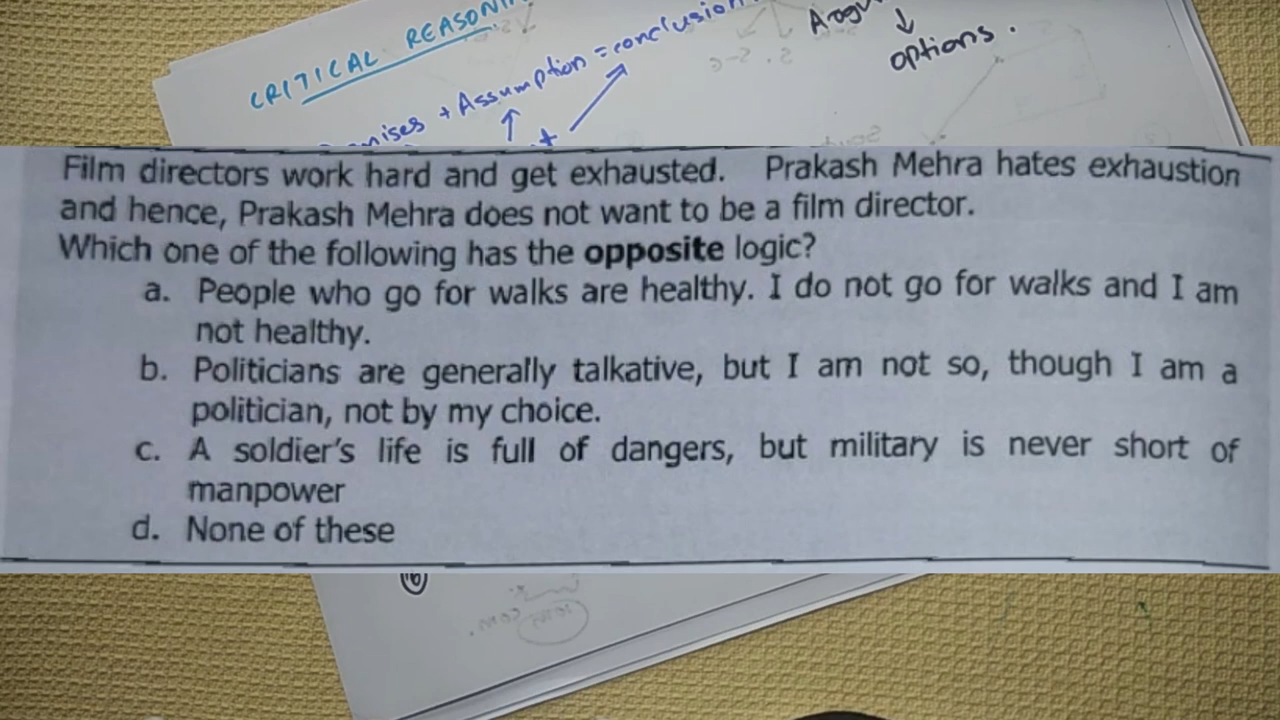 CRITICAL
+ Assumption = conclusion
options.
Film directors work hard and get exhausted. Prakash Mehra hates exhaustion
and hence, Prakash Mehra does not want to be a film director.
Which one of the following has the opposite logic?
a. People who go for walks are healthy. I do not go for walks and I am
not healthy.
b. Politicians are generally talkative, but I am not so, though I am a
politician, not by my choice.
c. A soldier's life is full of dangers, but military is never short of
manpower
d. None of these